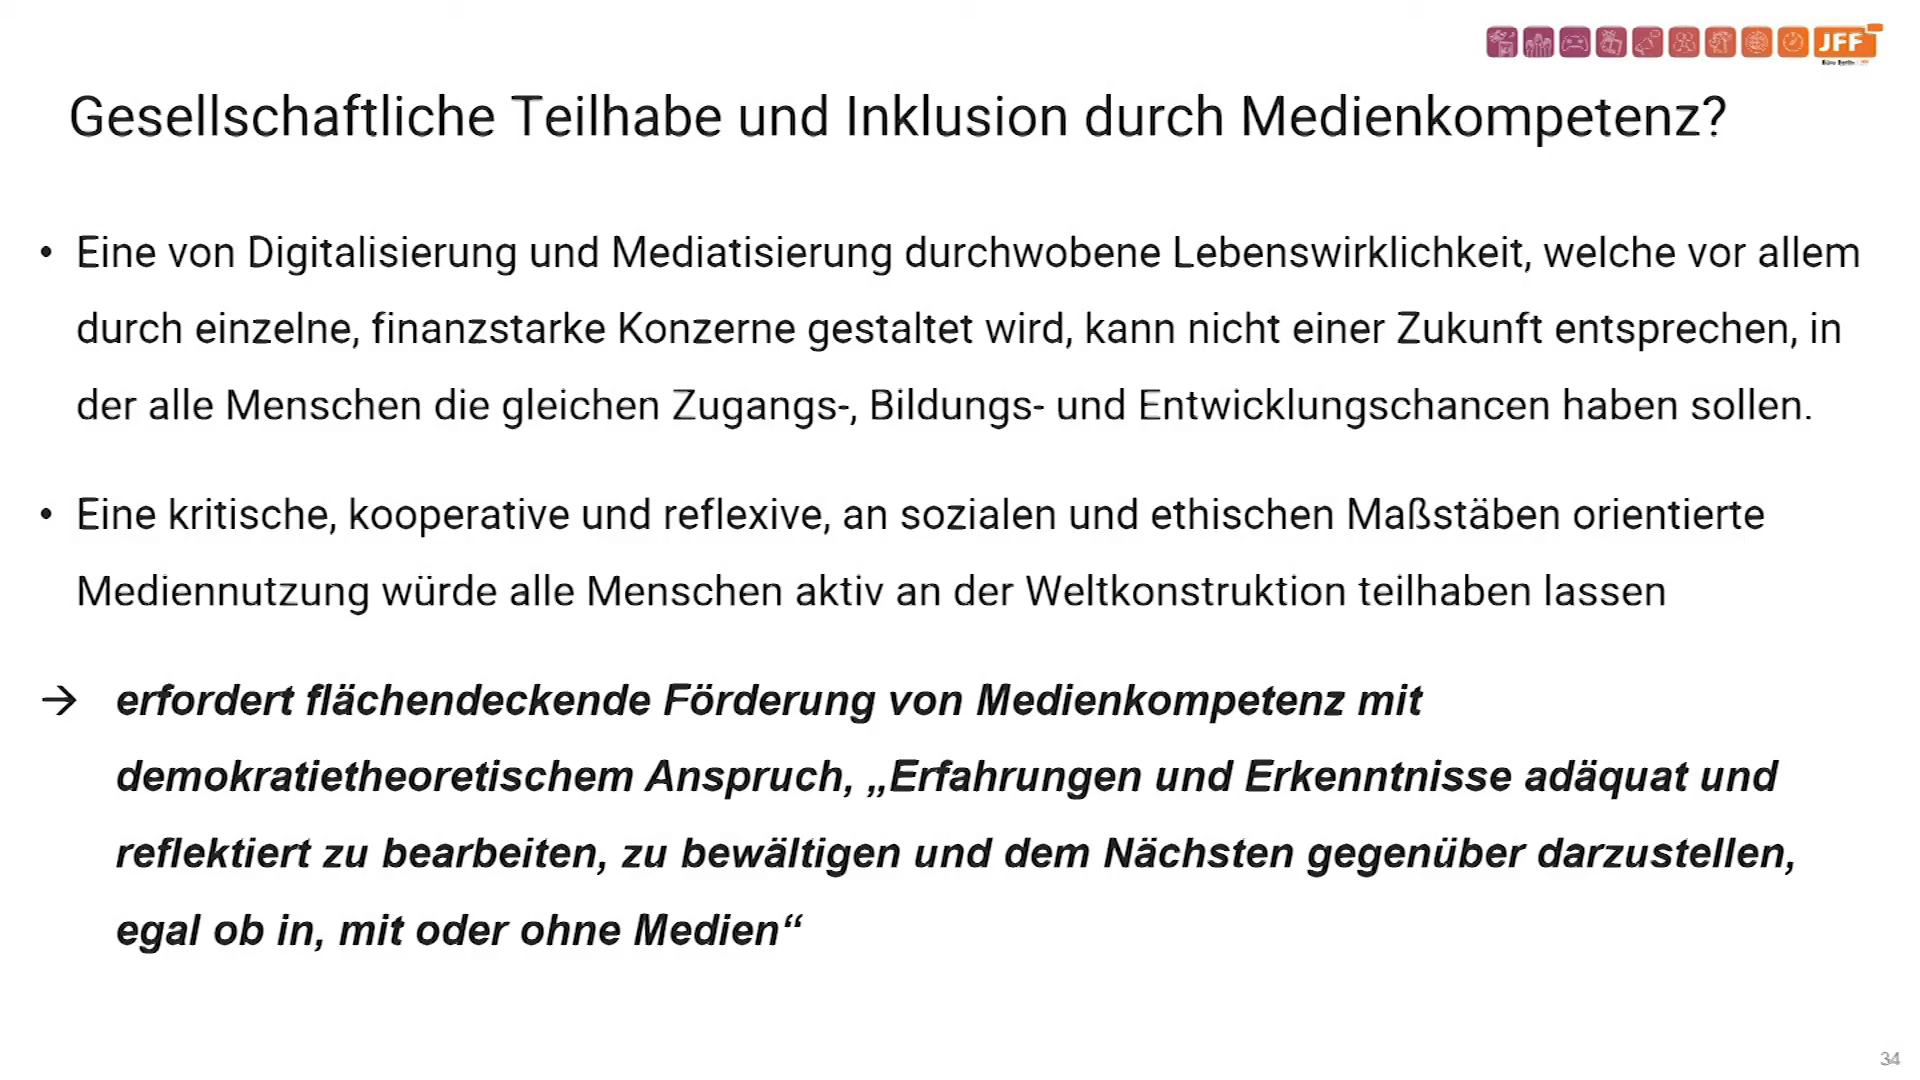 JFF
Gesellschaftliche Teilhabe und Inklusion durch Medienkompetenz?
• Eine von Digitalisierung und Mediatisierung durchwobene Lebenswirklichkeit, welche vor allem
durch einzelne, finanzstarke Konzerne gestaltet wird, kann nicht einer Zukunft entsprechen, in
der alle Menschen die gleichen Zugangs-, Bildungs- und Entwicklungschancen haben sollen.
• Eine kritische, kooperative und reflexive, an sozialen und ethischen Maßstäben orientierte
Mediennutzung würde alle Menschen aktiv an der Weltkonstruktion teilhaben lassen
→ erfordert flächendeckende Förderung von Medienkompetenz mit
demokratietheoretischem Anspruch, „Erfahrungen und Erkenntnisse adäquat und
reflektiert zu bearbeiten, zu bewältigen und dem Nächsten gegenüber darzustellen,
egal ob in, mit oder ohne Medien“
34